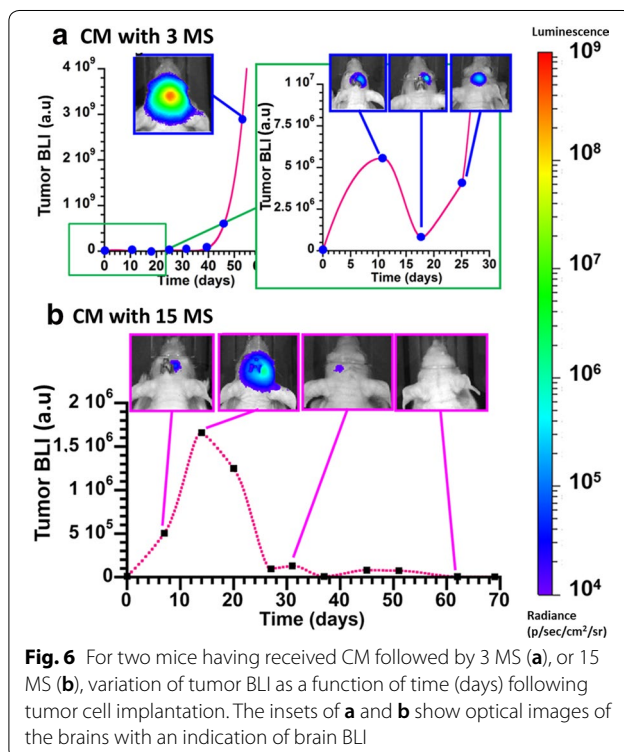 a CM with 3 MS
Luminescence
4 10⁹
3 10⁹
2 10⁹
1 10⁹
0
Tumor BLI (a.u)
0 10 20 30 40 50
Time (days)
1 10⁷
7.5 10⁶
5 10⁶
2.5 10⁶
0
Tumor BLI (a.u)
0 5 10 15 20 25 30
Time (days)
b CM with 15 MS
2 10⁶
1.5 10⁶
1 10⁶
5 10⁵
0
Tumor BLI (a.u)
0 10 20 30 40 50 60 70
Time (days)
10⁹
10⁸
10⁷
10⁶
10⁵
10⁴
Radiance
(p/sec/cm²/sr)
Fig. 6 For two mice having received CM followed by 3 MS (a), or 15
MS (b), variation of tumor BLI as a function of time (days) following
tumor cell implantation. The insets of a and b show optical images of
the brains with an indication of brain BLI